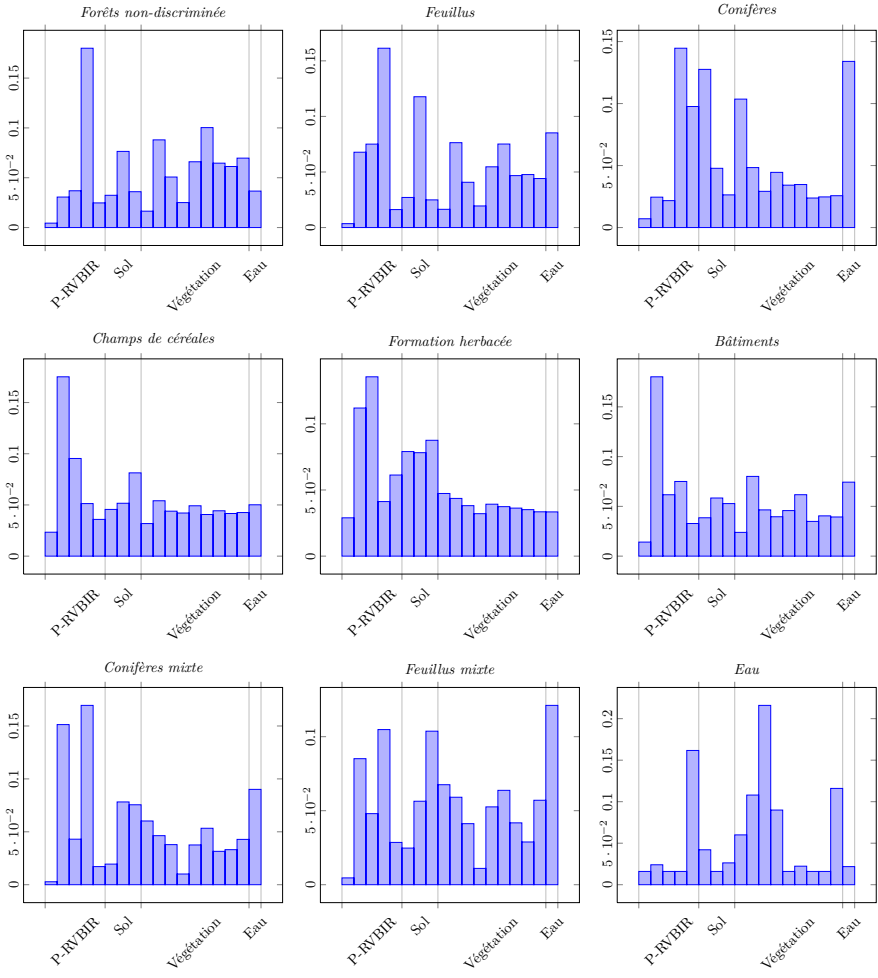 Forêts non-discriminée
0
5 · 10⁻²
0.1
0.15
P-RVBIR
Sol
Végétation
Eau
Feuillus
0
5 · 10⁻²
0.1
0.15
P-RVBIR
Sol
Végétation
Eau
Conifères
0
5 · 10⁻²
0.1
0.15
P-RVBIR
Sol
Végétation
Eau
Champs de céréales
0
5 · 10⁻²
0.1
0.15
P-RVBIR
Sol
Végétation
Eau
Formation herbacée
0
5 · 10⁻²
0.1
P-RVBIR
Sol
Végétation
Eau
Bâtiments
0
5 · 10⁻²
0.1
0.15
P-RVBIR
Sol
Végétation
Eau
Conifères mixte
0
5 · 10⁻²
0.1
0.15
P-RVBIR
Sol
Végétation
Eau
Feuillus mixte
0
5 · 10⁻²
0.1
P-RVBIR
Sol
Végétation
Eau
Eau
0
5 · 10⁻²
0.1
0.15
0.2
P-RVBIR
Sol
Végétation
Eau